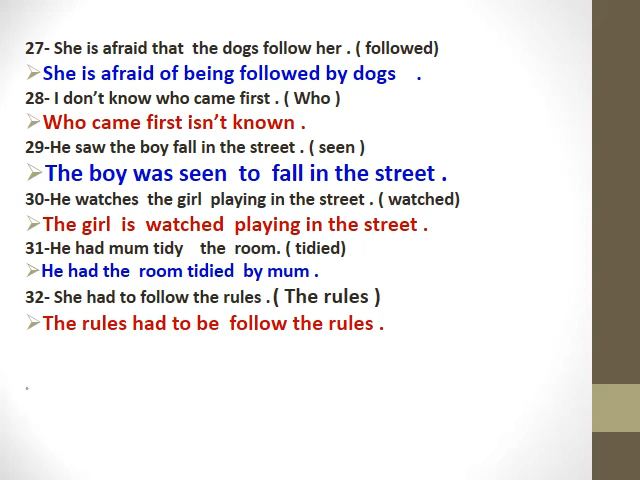 27- She is afraid that the dogs follow her . ( followed)
She is afraid of being followed by dogs .
28- I don't know who came first . ( Who )
Who came first isn't known .
29-He saw the boy fall in the street . ( seen )
The boy was seen to fall in the street .
30-He watches the girl playing in the street . ( watched)
The girl is watched playing in the street .
31-He had mum tidy the room. ( tidied)
He had the room tidied by mum .
32- She had to follow the rules .( The rules )
The rules had to be follow the rules .
.